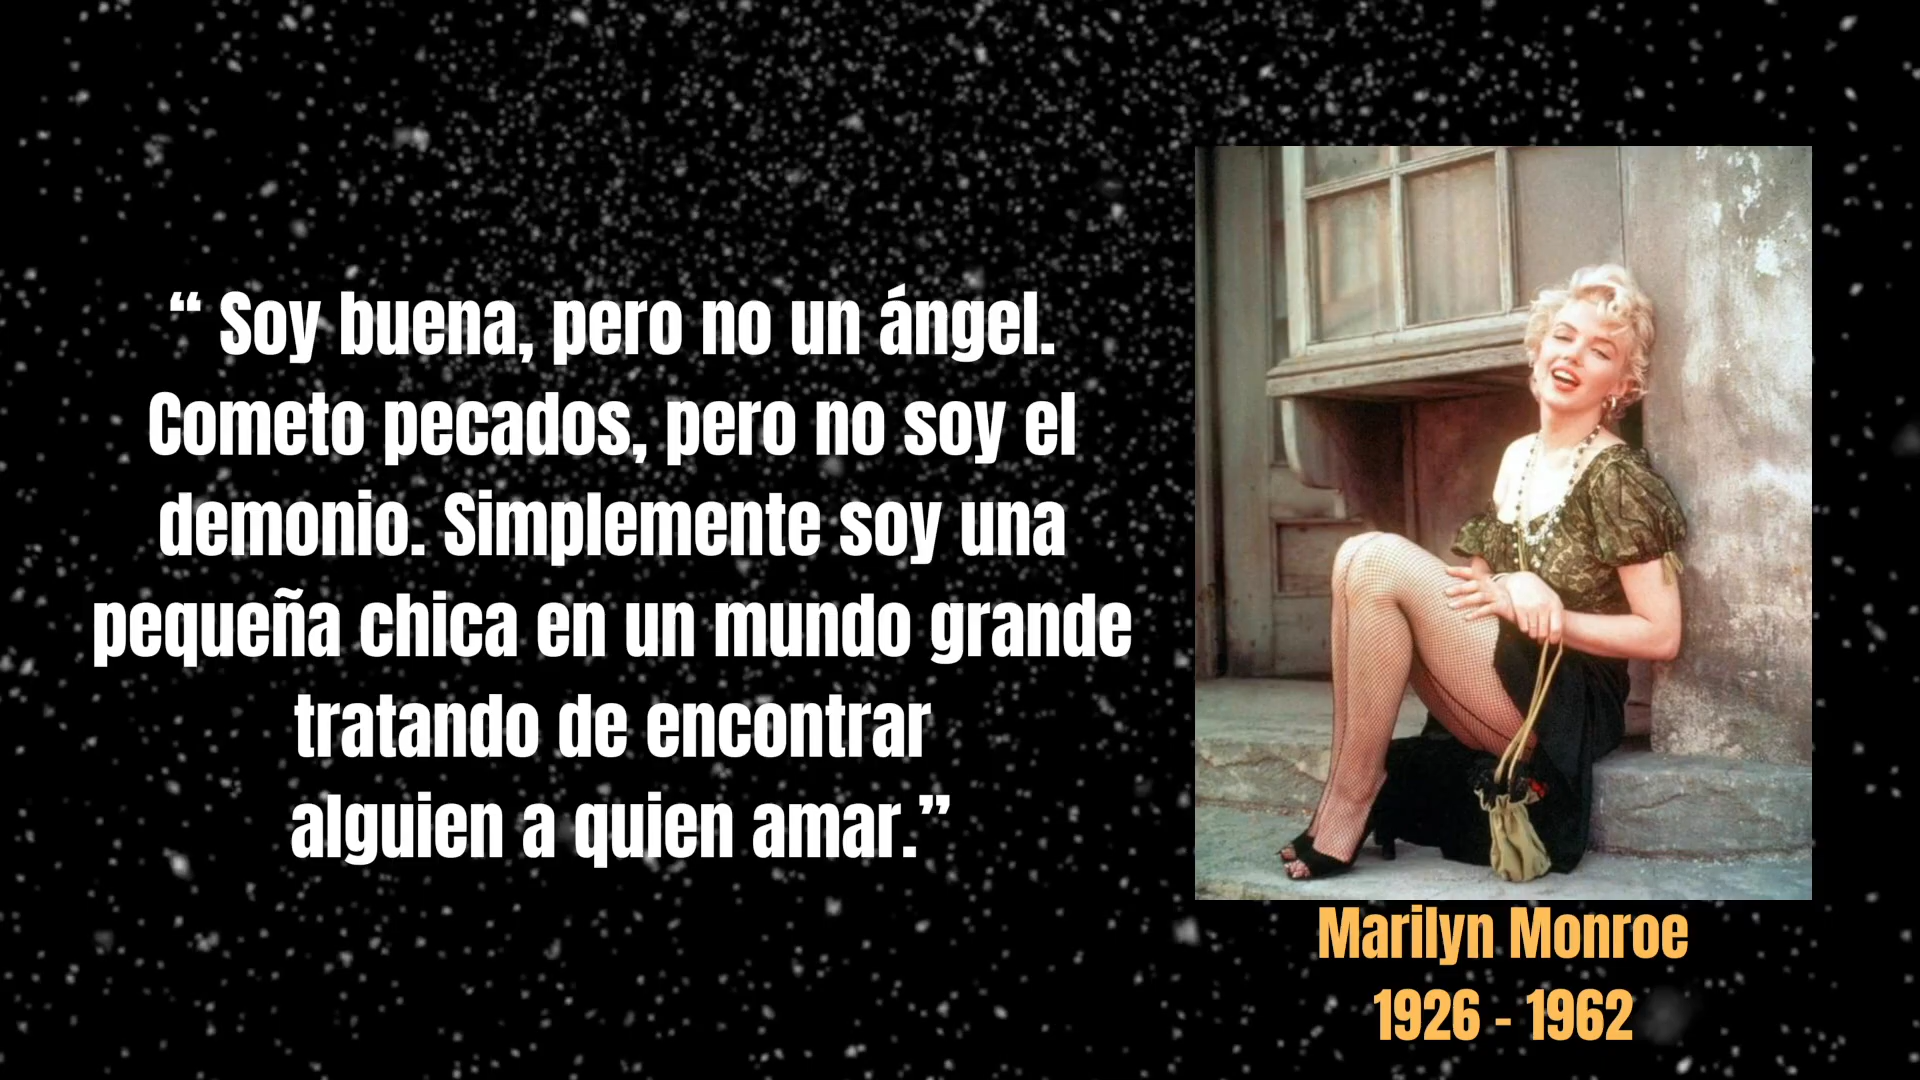 “ Soy buena, pero no un ángel.
Cometo pecados, pero no soy el
demonio. Simplemente soy una
pequeña chica en un mundo grande
tratando de encontrar
alguien a quien amar.”
Marilyn Monroe
1926 - 1962